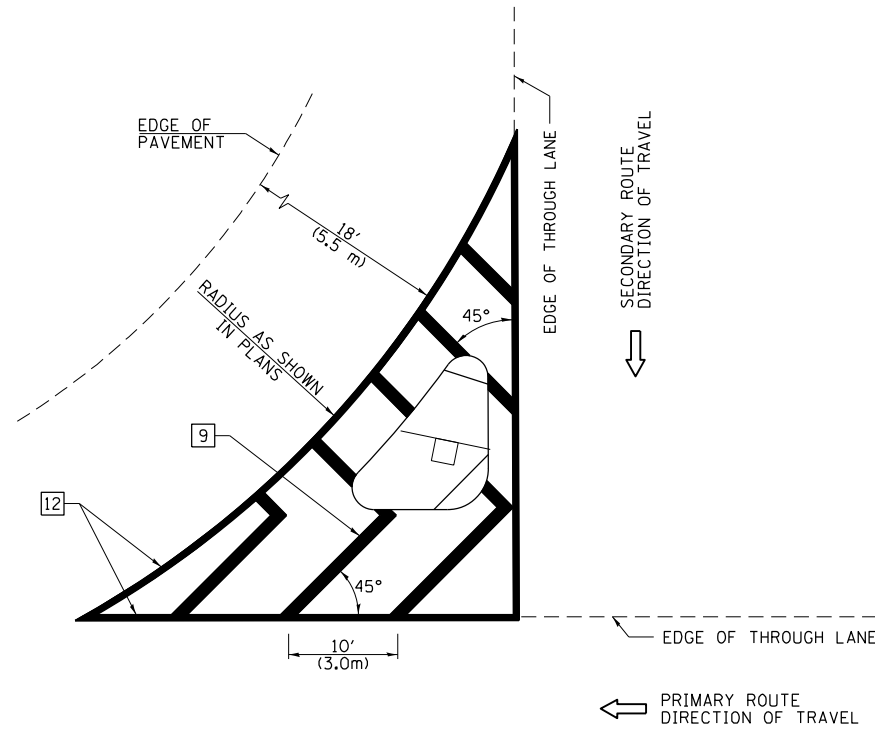 EDGE OF
PAVEMENT
18'
(5.5 m)
RADIUS AS SHOWN
IN PLANS
EDGE OF THROUGH LANE
SECONDARY ROUTE
DIRECTION OF TRAVEL
45°
9
12
45°
10'
(3.0m)
EDGE OF THROUGH LANE
PRIMARY ROUTE
DIRECTION OF TRAVEL